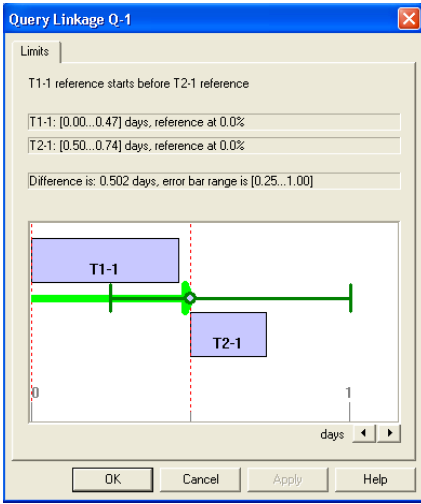 Query Linkage Q-1
Limits
T1-1 reference starts before T2-1 reference
T1-1: [0.00...0.47] days, reference at 0.0%
T2-1: [0.50...0.74] days, reference at 0.0%
Difference is: 0.502 days, error bar range is [0.25...1.00]
T1-1
T2-1
0 1
days
OK Cancel Apply Help